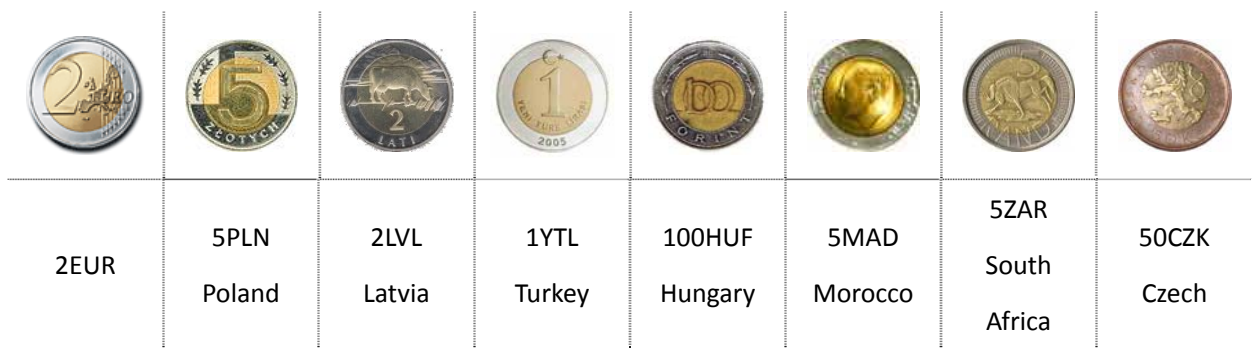 2
5
ZŁOTYCH
2
LATI
1
2005
100
FORINT
2EUR
5PLN
Poland
2LVL
Latvia
1YTL
Turkey
100HUF
Hungary
5MAD
Morocco
5ZAR
South
Africa
50CZK
Czech